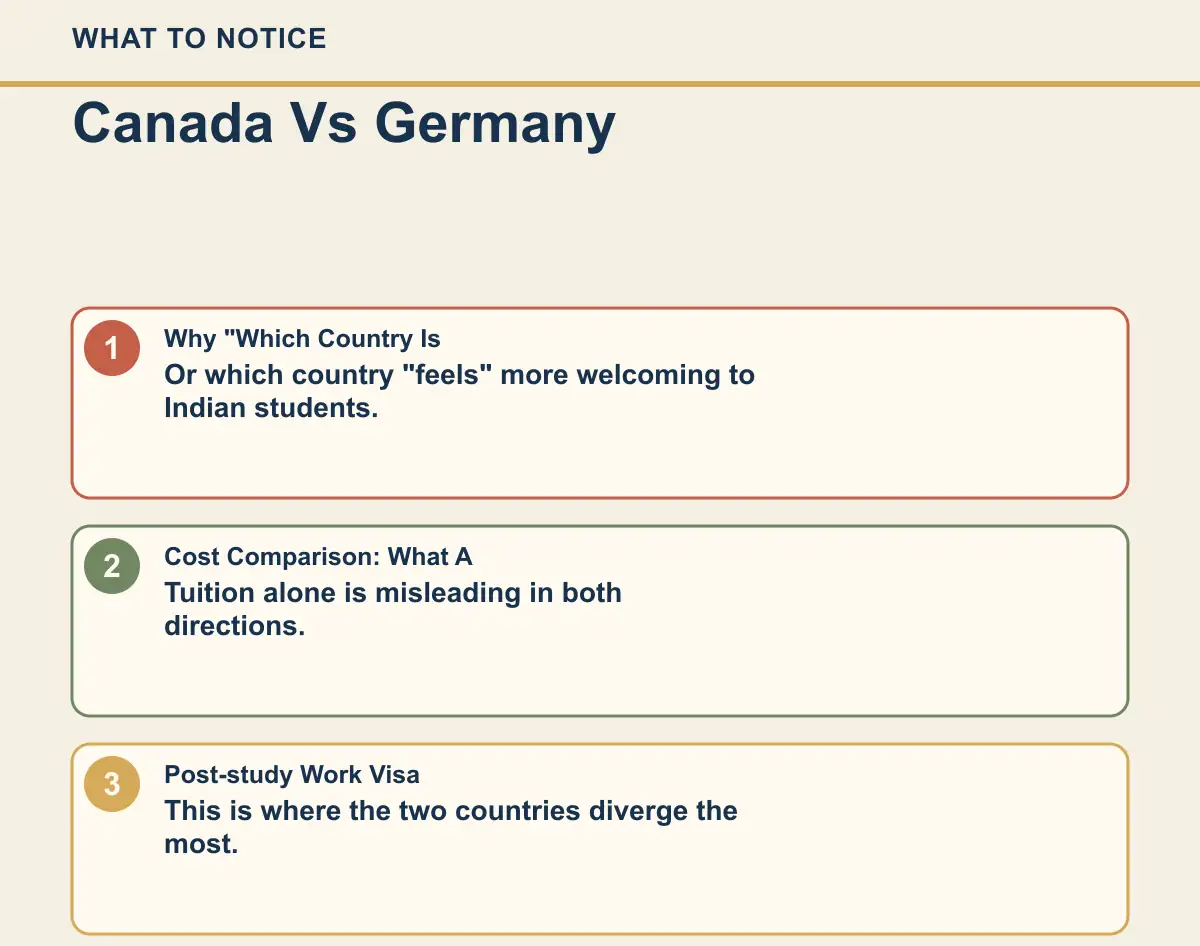 WHAT TO NOTICE
Canada Vs Germany
1
Why "Which Country Is
Or which country "feels" more welcoming to
Indian students.
2
Cost Comparison: What A
Tuition alone is misleading in both
directions.
3
Post-study Work Visa
This is where the two countries diverge the
most.